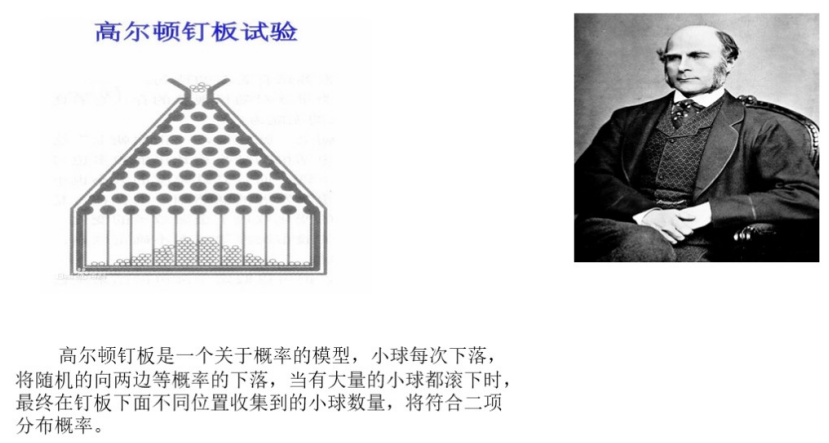 高尔顿钉板试验
高尔顿钉板是一个关于概率的模型，小球每次下落，
将随机的向两边等概率的下落，当有大量的小球都滚下时，
最终在钉板下面不同位置收集到的小球数量，将符合二项
分布概率。